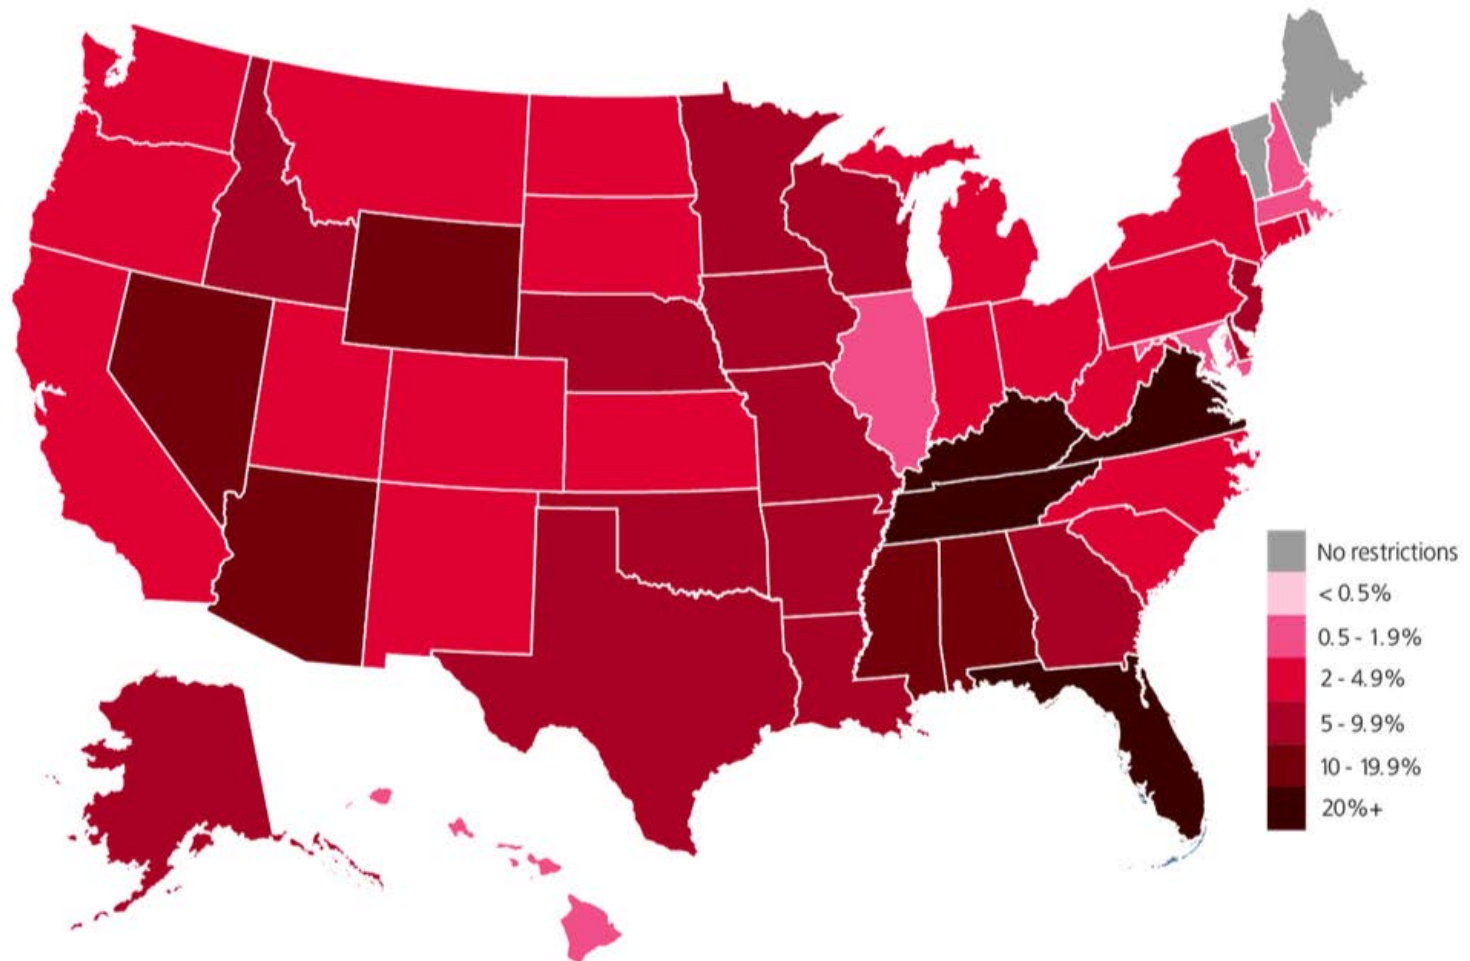 No restrictions
< 0.5%
0.5 - 1.9%
2 - 4.9%
5 - 9.9%
10 - 19.9%
20%+